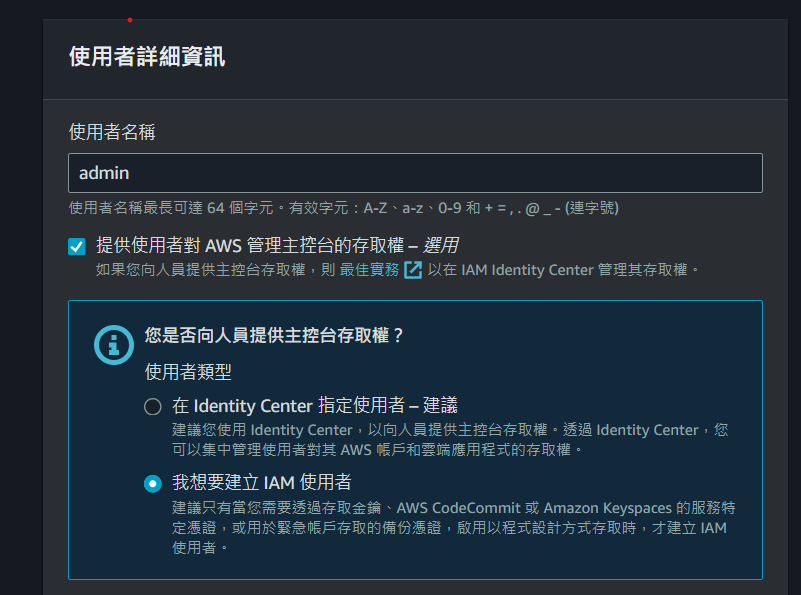 使用者詳細資訊
使用者名稱
admin
使用者名稱最長可達 64 個字元。有效字元：A-Z、a-z、0-9 和 + = , . @ _ - (連字號)
提供使用者對 AWS 管理主控台的存取權 – 選用
如果您向人員提供主控台存取權，則 最佳實務 以在 IAM Identity Center 管理其存取權。
您是否向人員提供主控台存取權？
使用者類型
在 Identity Center 指定使用者 – 建議
建議您使用 Identity Center，以向人員提供主控台存取權。透過 Identity Center，您
可以集中管理使用者對其 AWS 帳戶和雲端應用程式的存取權。
我想要建立 IAM 使用者
建議只有當您需要透過存取金鑰、AWS CodeCommit 或 Amazon Keyspaces 的服務特
定憑證，或用於緊急帳戶存取的備份憑證，啟用以程式設計方式存取時，才建立 IAM
使用者。